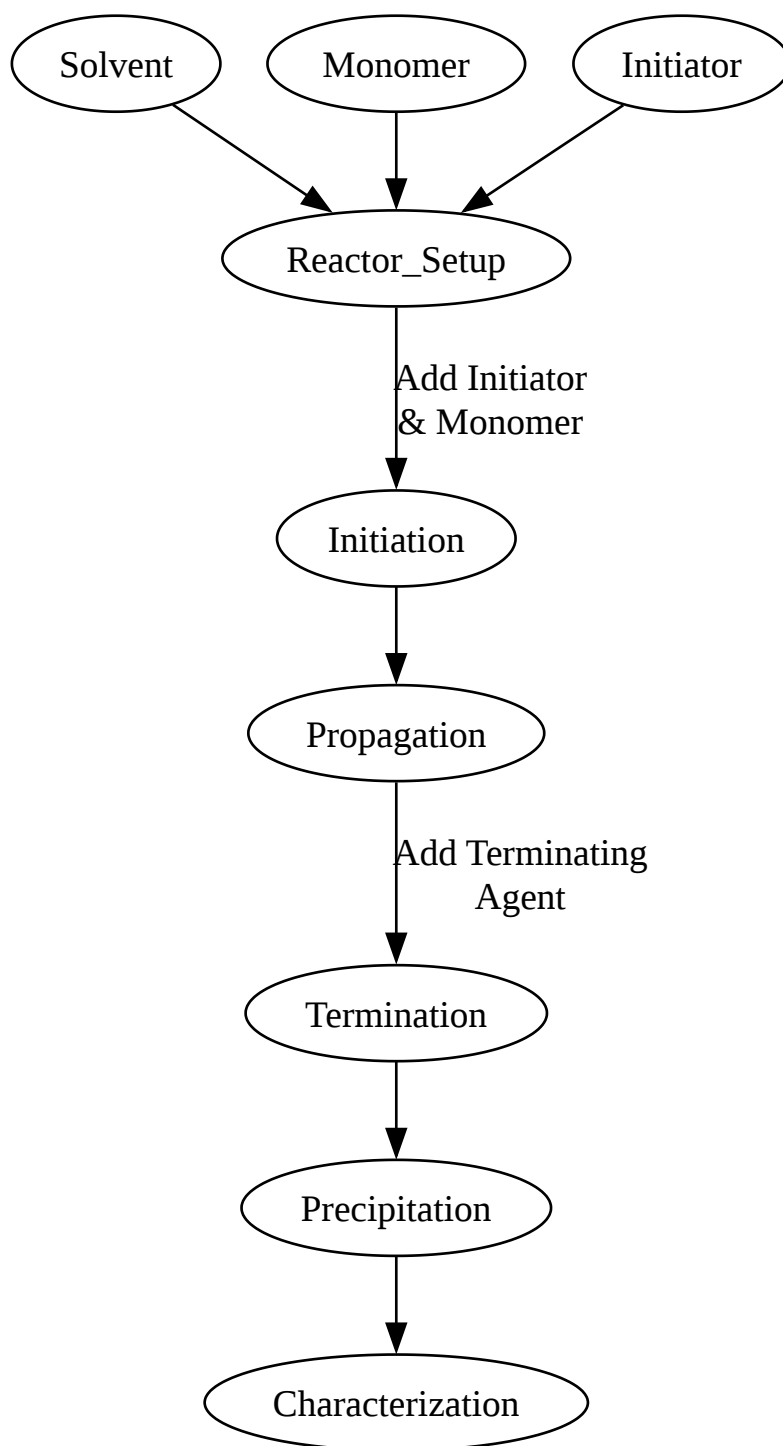 Solvent
Monomer
Initiator
Reactor_Setup
Add Initiator
& Monomer
Initiation
Propagation
Add Terminating
Agent
Termination
Precipitation
Characterization